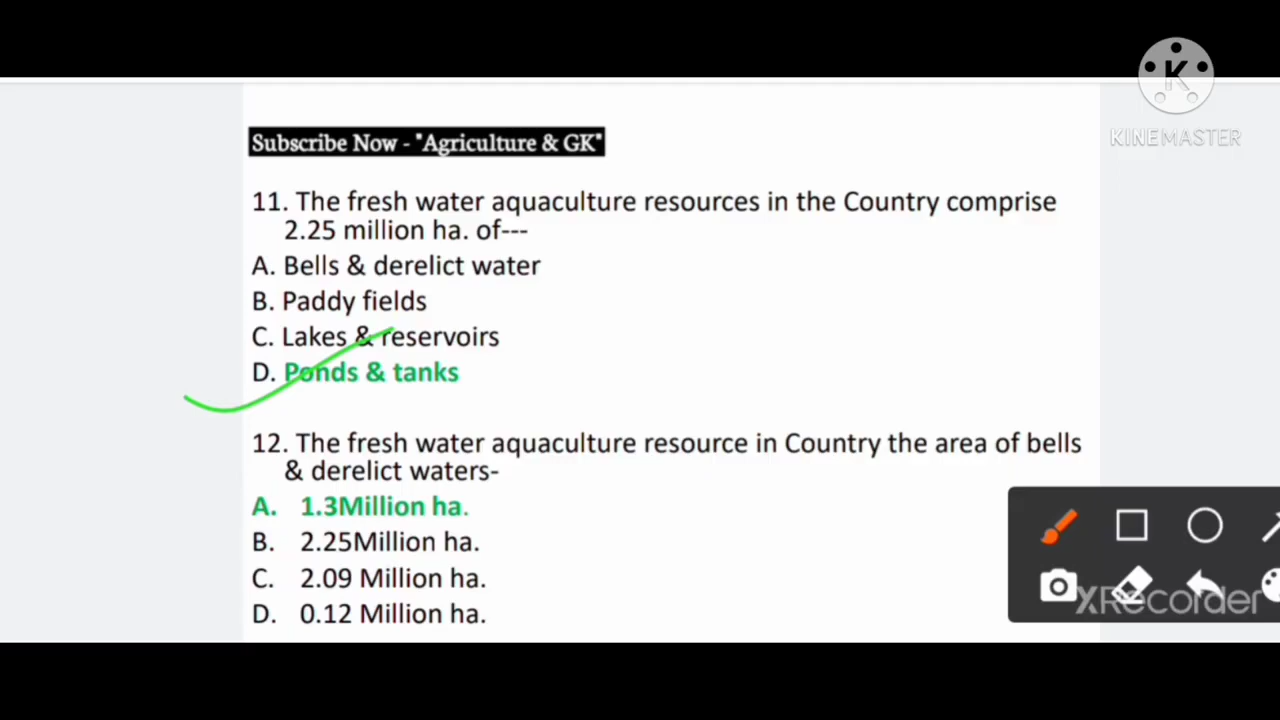 K
KINEMASTER
Subscribe Now - "Agriculture & GK"
11. The fresh water aquaculture resources in the Country comprise
2.25 million ha. of---
A. Bells & derelict water
B. Paddy fields
C. Lakes & reservoirs
D. Ponds & tanks
12. The fresh water aquaculture resource in Country the area of bells
& derelict waters-
A. 1.3Million ha.
B. 2.25Million ha.
C. 2.09 Million ha.
D. 0.12 Million ha.
XRecorder